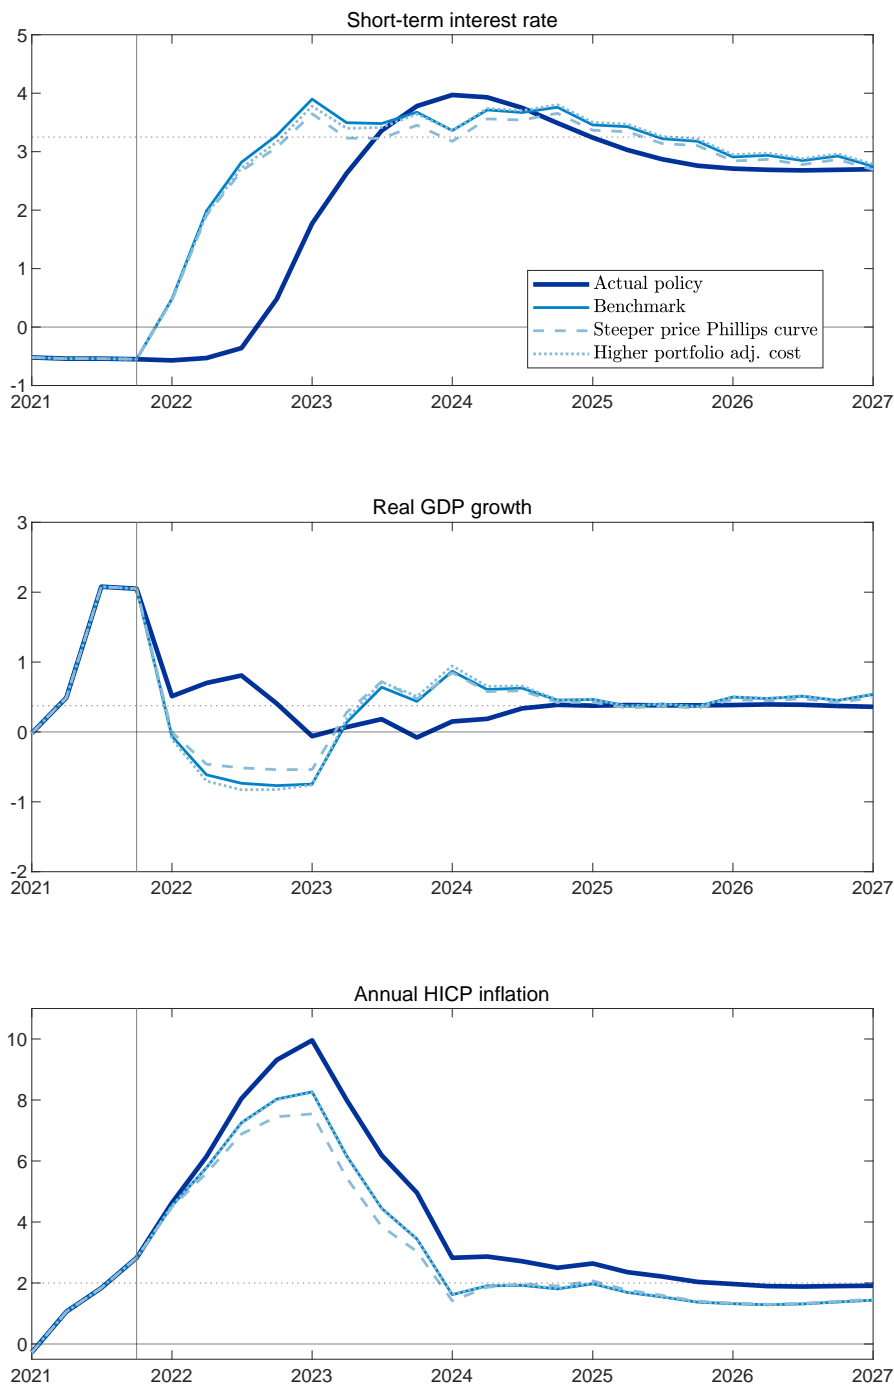 Short-term interest rate
5
4
3
2
1
0
-1
Actual policy
Benchmark
Steeper price Phillips curve
Higher portfolio adj. cost
2021 2022 2023 2024 2025 2026 2027
Real GDP growth
3
2
1
0
-1
-2
2021 2022 2023 2024 2025 2026 2027
Annual HICP inflation
10
8
6
4
2
0
2021 2022 2023 2024 2025 2026 2027